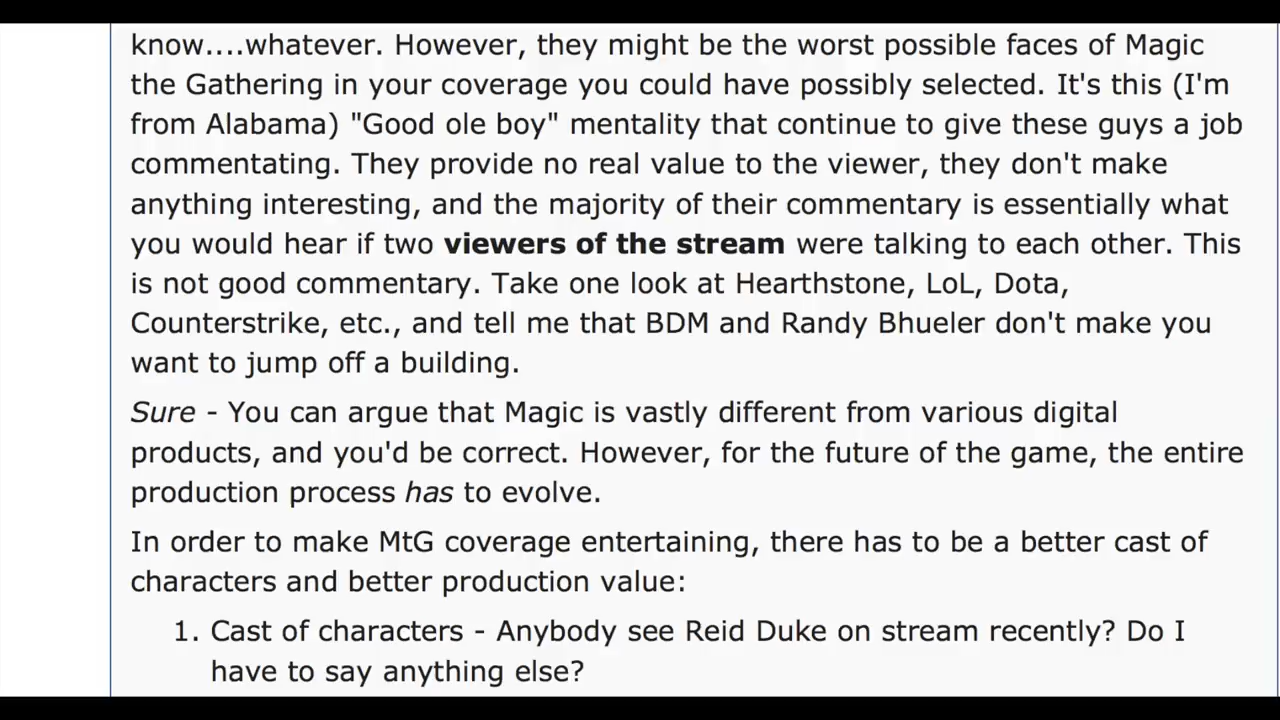 know....whatever. However, they might be the worst possible faces of Magic
the Gathering in your coverage you could have possibly selected. It's this (I'm
from Alabama) "Good ole boy" mentality that continue to give these guys a job
commentating. They provide no real value to the viewer, they don't make
anything interesting, and the majority of their commentary is essentially what
you would hear if two viewers of the stream were talking to each other. This
is not good commentary. Take one look at Hearthstone, LoL, Dota,
Counterstrike, etc., and tell me that BDM and Randy Bhueler don't make you
want to jump off a building.
Sure - You can argue that Magic is vastly different from various digital
products, and you'd be correct. However, for the future of the game, the entire
production process has to evolve.
In order to make MtG coverage entertaining, there has to be a better cast of
characters and better production value:
1. Cast of characters - Anybody see Reid Duke on stream recently? Do I
have to say anything else?